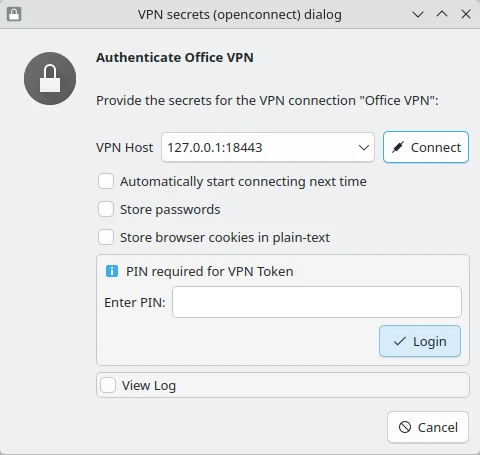 VPN secrets (openconnect) dialog
Authenticate Office VPN
Provide the secrets for the VPN connection "Office VPN":
VPN Host 127.0.0.1:18443 Connect
Automatically start connecting next time
Store passwords
Store browser cookies in plain-text
PIN required for VPN Token
Enter PIN:
Login
View Log
Cancel